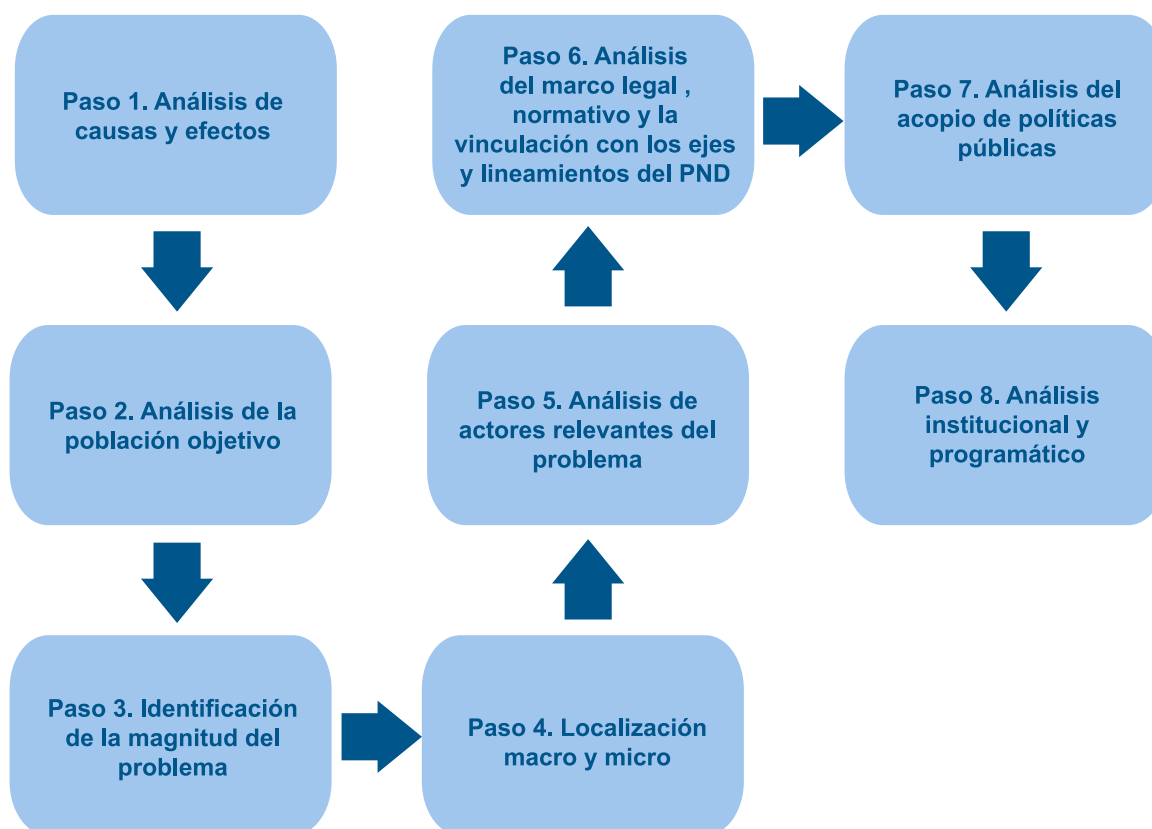 Paso 1. Análisis de
causas y efectos
Paso 2. Análisis de la
población objetivo
Paso 3. Identificación
de la magnitud del
problema
Paso 4. Localización
macro y micro
Paso 5. Análisis de
actores relevantes del
problema
Paso 6. Análisis
del marco legal ,
normativo y la
vinculación con los ejes
y lineamientos del PND
Paso 7. Análisis del
acopio de políticas
públicas
Paso 8. Análisis
institucional y
programático